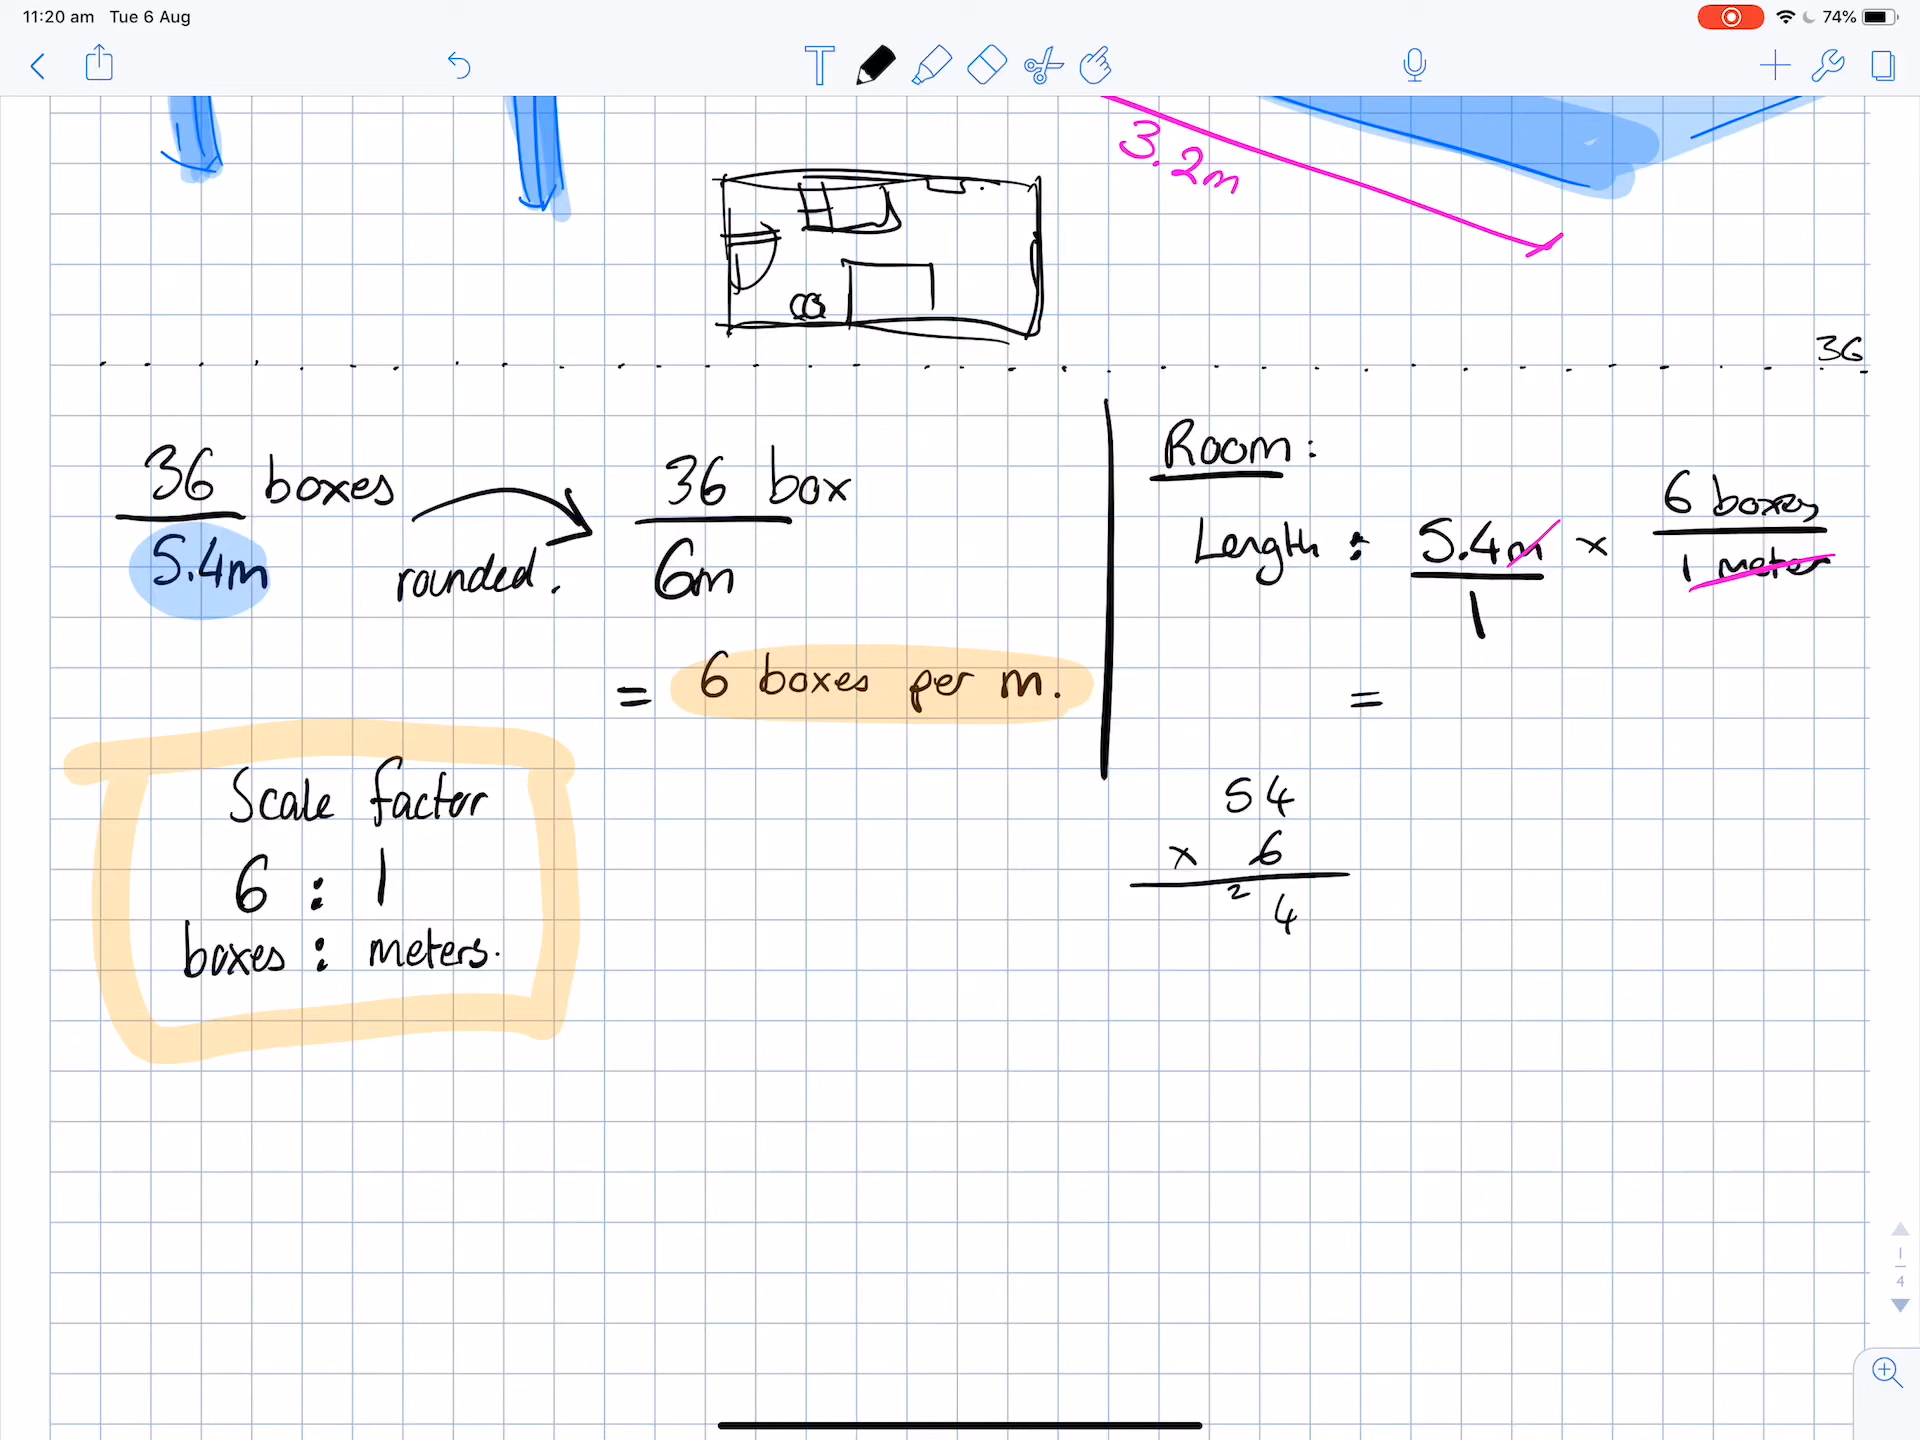 11:20 am Tue 6 Aug
74%
T
3.2m
36
36 boxes
5.4m
rounded.
36 box
6m
= 6 boxes per m.
Scale factor
6 : 1
boxes : meters.
Room:
Length : 5.4m × 6 boxes
1
1 meter
=
54
× 6
2
4
1
4